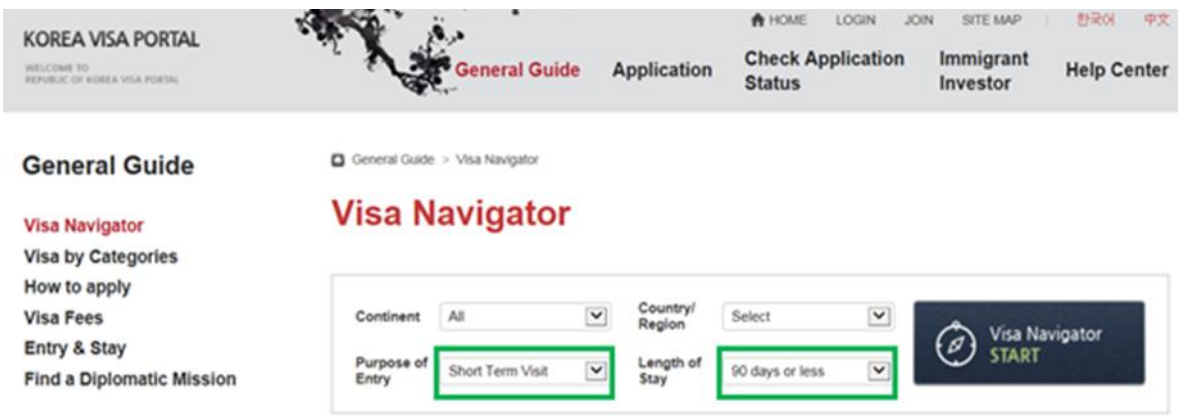 HOME LOGIN JOIN SITE MAP 한국어 中文
KOREA VISA PORTAL
WELCOME TO
REPUBLIC OF KOREA VISA PORTAL
General Guide Application Check Application Status Immigrant Investor Help Center
General Guide
Visa Navigator
Visa by Categories
How to apply
Visa Fees
Entry & Stay
Find a Diplomatic Mission
General Guide > Visa Navigator
Visa Navigator
Continent All Country/ Region Select
Purpose of Entry Short Term Visit Length of Stay 90 days or less
Visa Navigator
START